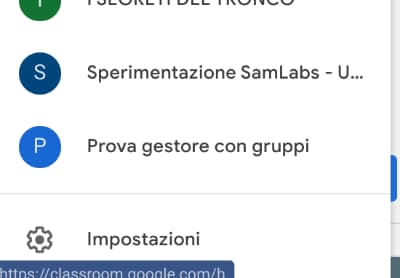 I SEGRETI DEL TRONCO
S
Sperimentazione SamLabs - U...
P
Prova gestore con gruppi
Impostazioni
https://classroom.google.com/h